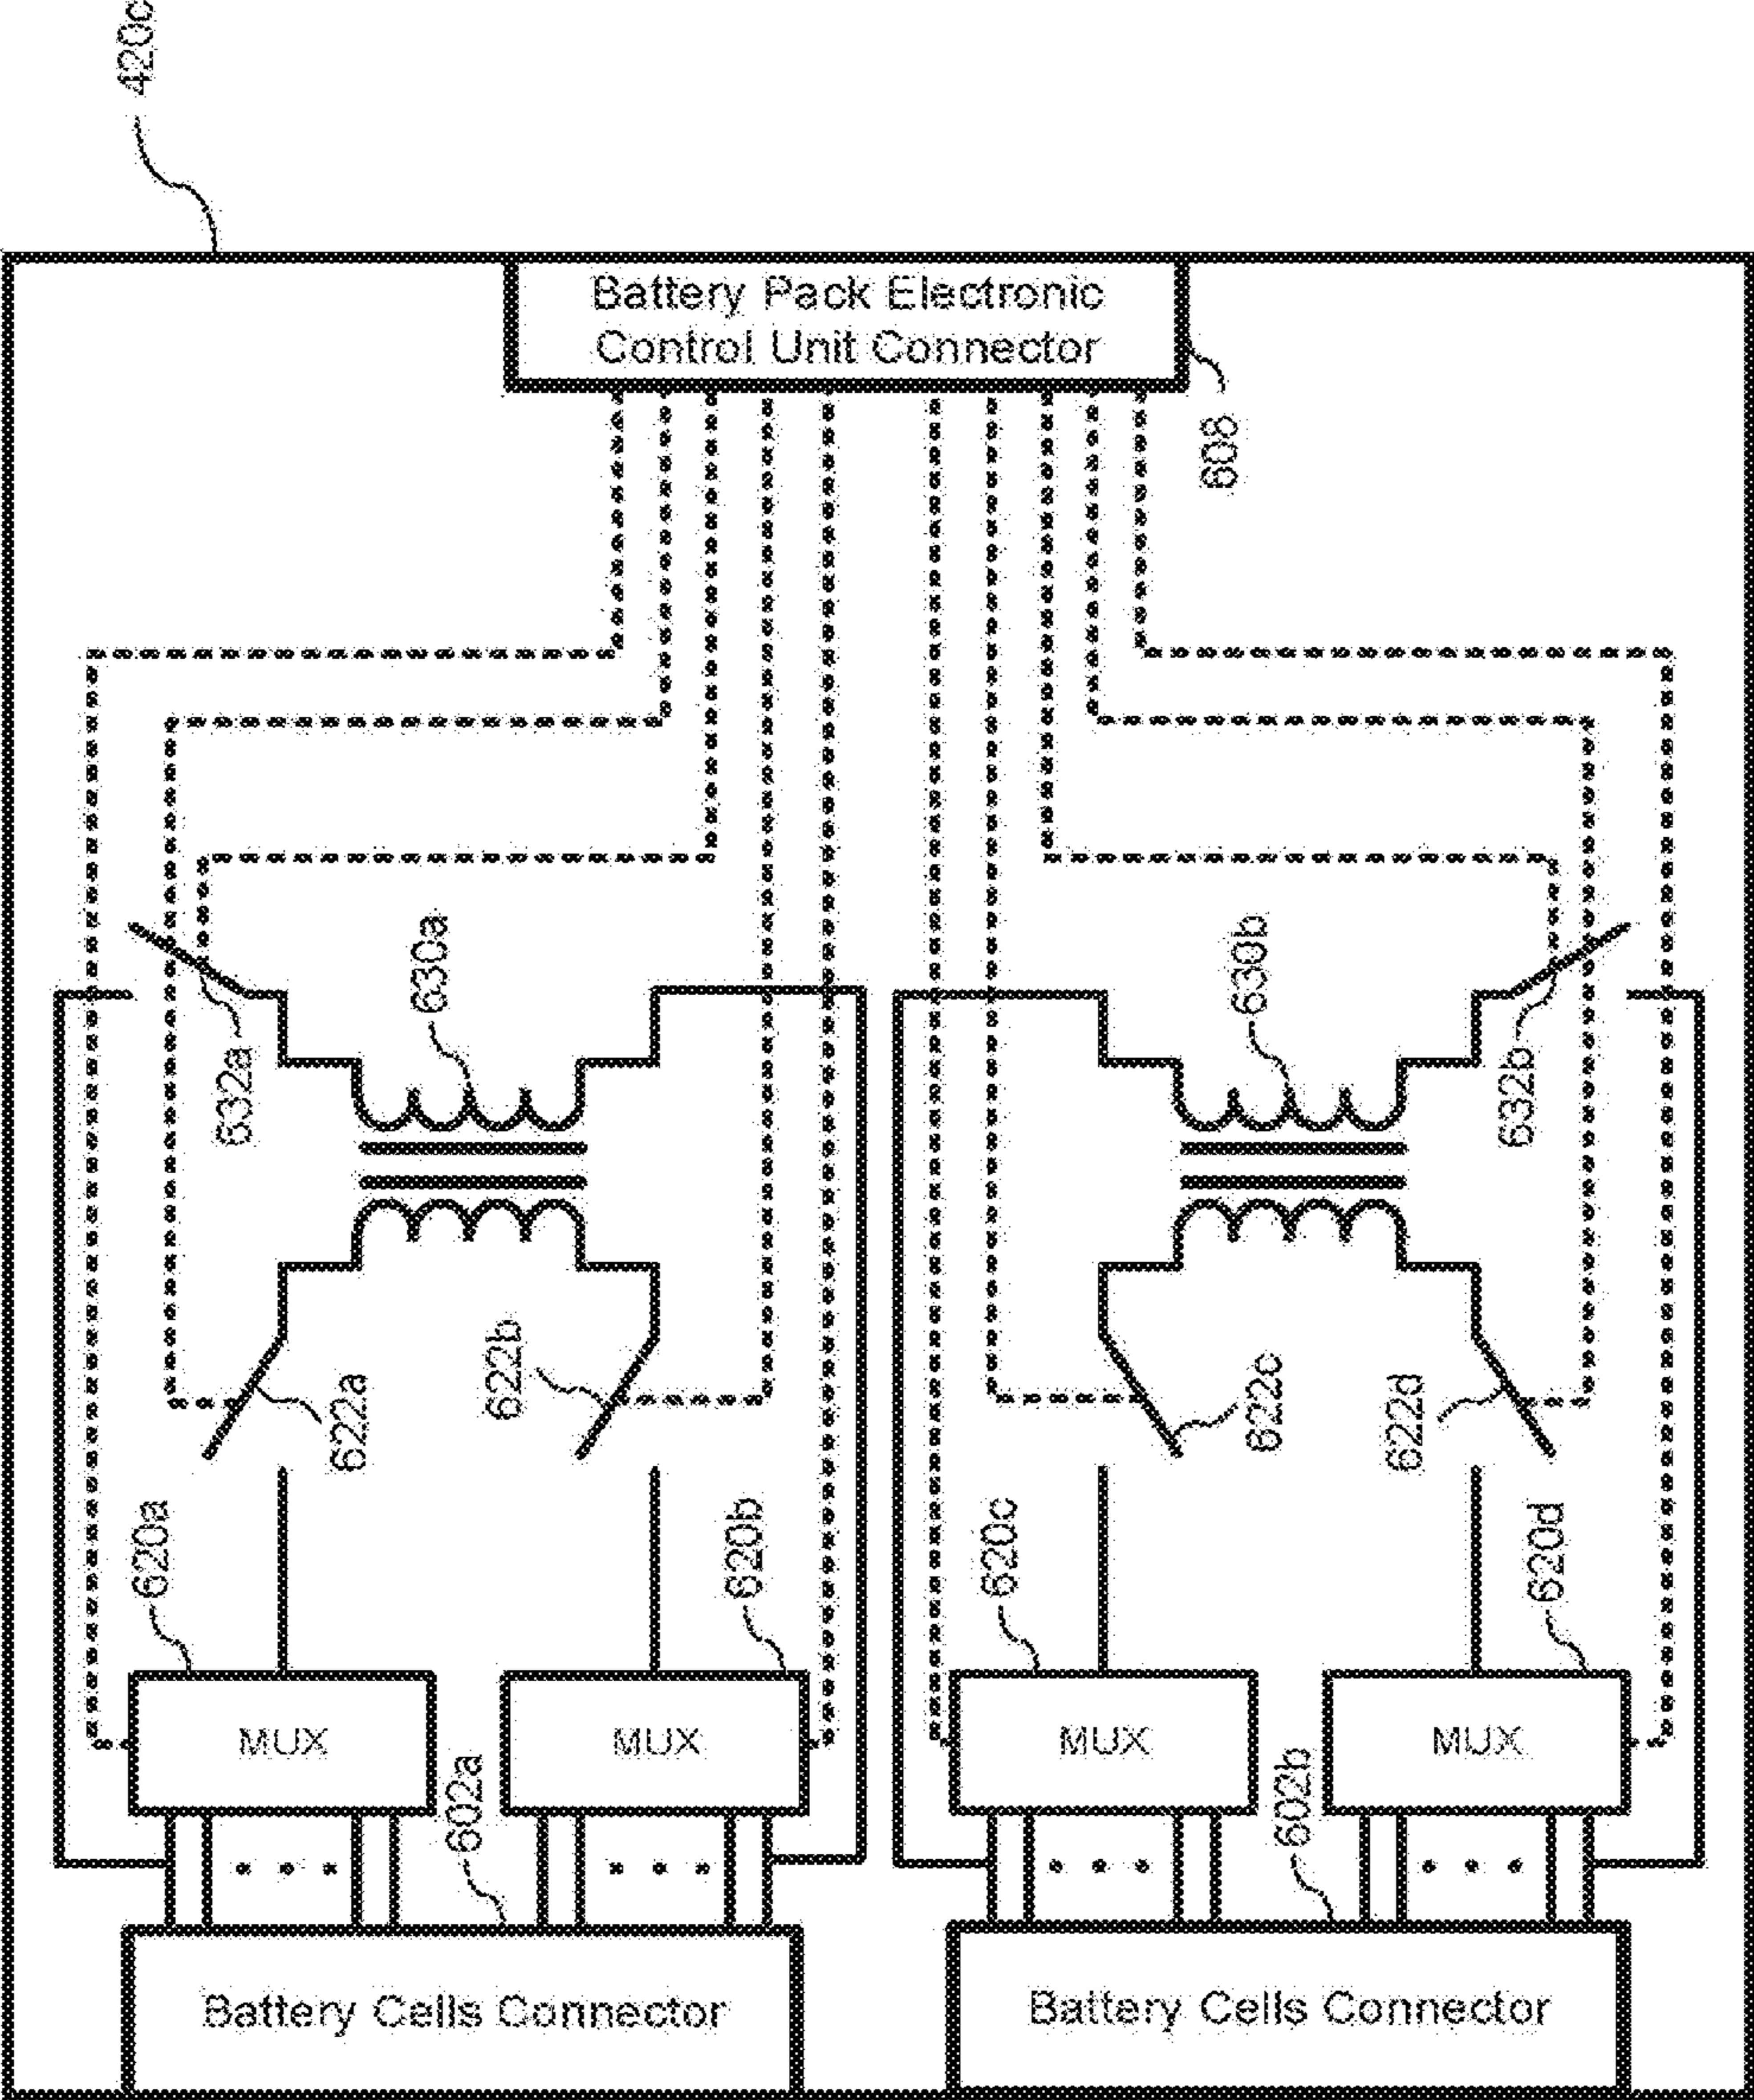 420c
Battery Pack Electronic
Control Unit Connector
608
630a
630b
632a
632b
622a
622b
622c
622d
620a
620b
620c
620d
MUX
MUX
MUX
MUX
602a
602b
Battery Cells Connector
Battery Cells Connector